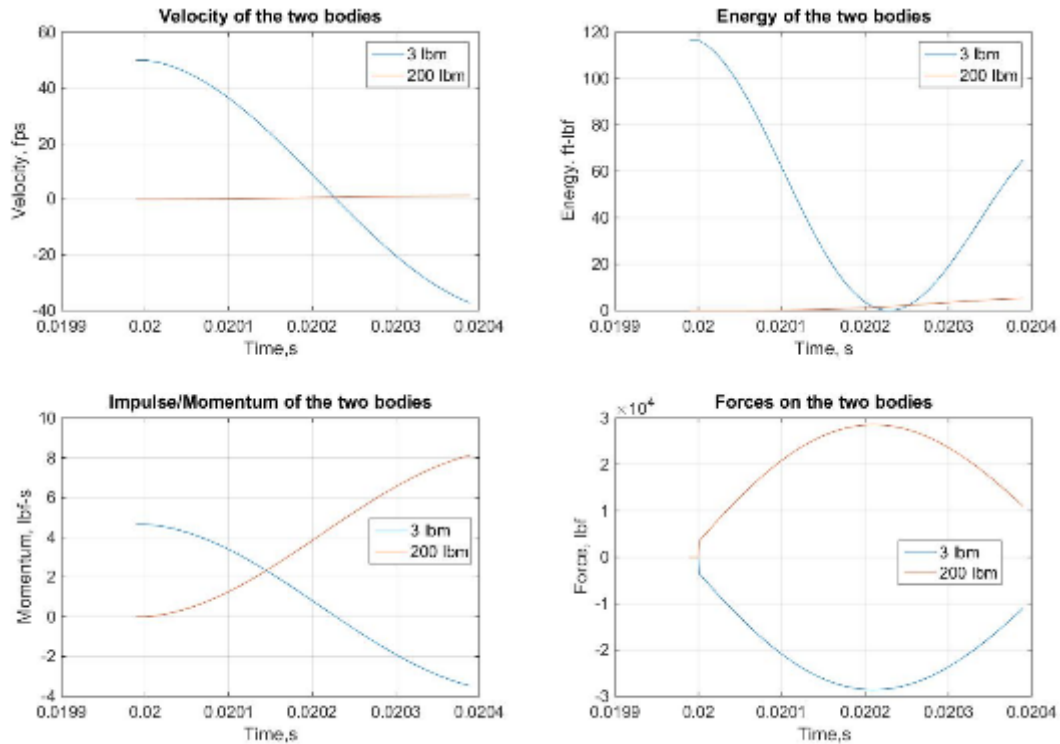 Velocity of the two bodies
60
40
20
0
-20
-40
Velocity, fps
3 lbm
200 lbm
0.0199 0.02 0.0201 0.0202 0.0203 0.0204
Time,s
Energy of the two bodies
120
100
80
60
40
20
0
Energy. ft-lbf
3 lbm
200 lbm
0.0199 0.02 0.0201 0.0202 0.0203 0.0204
Time, s
Impulse/Momentum of the two bodies
10
8
6
4
2
0
-2
-4
Momentum, lbf-s
3 lbm
200 lbm
0.0199 0.02 0.0201 0.0202 0.0203 0.0204
Time,s
×10⁴
Forces on the two bodies
3
2
1
0
-1
-2
-3
Force, lbf
3 lbm
200 lbm
0.0199 0.02 0.0201 0.0202 0.0203 0.0204
Time,s